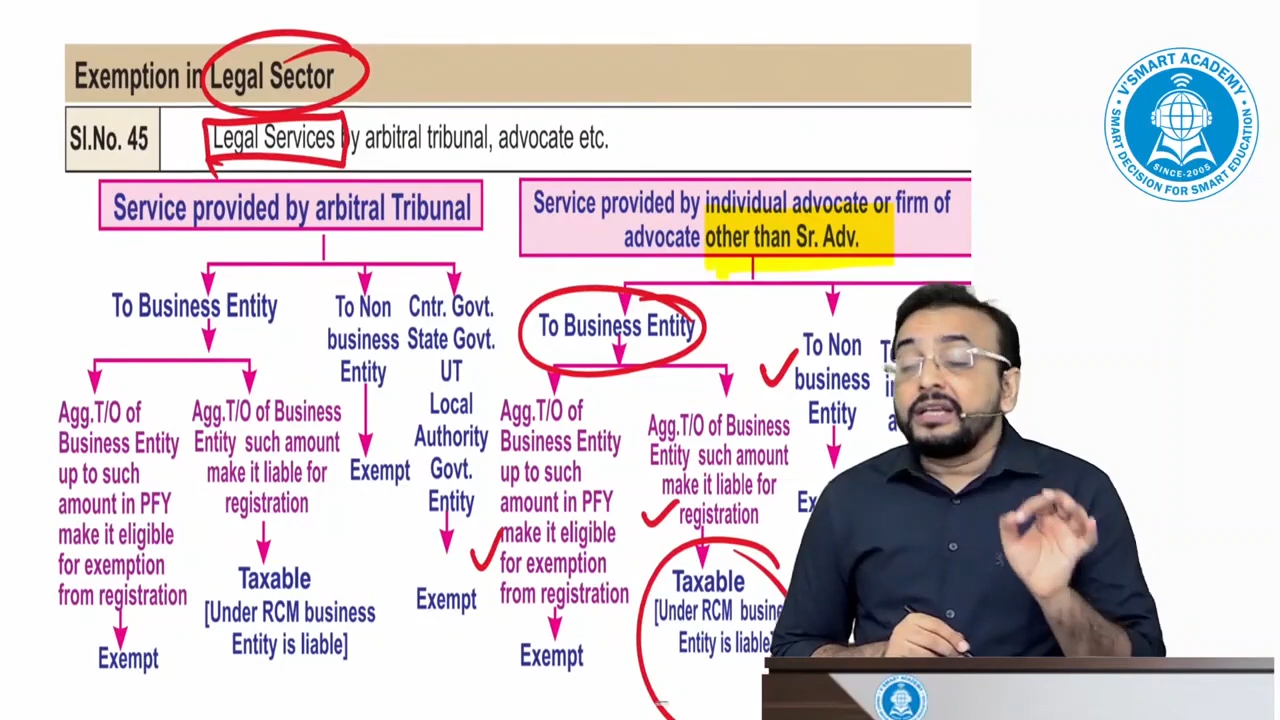 Exemption in Legal Sector
Sl.No. 45
Legal Services by arbitral tribunal, advocate etc.
Service provided by arbitral Tribunal
To Business Entity
To Non
business
Entity
Cntr. Govt.
State Govt.
UT
Local
Authority
Govt.
Entity
Agg.T/O of
Business Entity
up to such
amount in PFY
make it eligible
for exemption
from registration
Exempt
Agg.T/O of Business
Entity such amount
make it liable for
registration
Taxable
[Under RCM business
Entity is liable]
Exempt
Exempt
Service provided by individual advocate or firm of
advocate other than Sr. Adv.
To Business Entity
To Non
business
Entity
Agg.T/O of
Business Entity
up to such
amount in PFY
make it eligible
for exemption
from registration
Exempt
Agg.T/O of Business
Entity such amount
make it liable for
registration
Taxable
[Under RCM
Entity is liable]
V'SMART ACADEMY
SINCE-2005
SMART DECISION FOR SMART EDUCATION